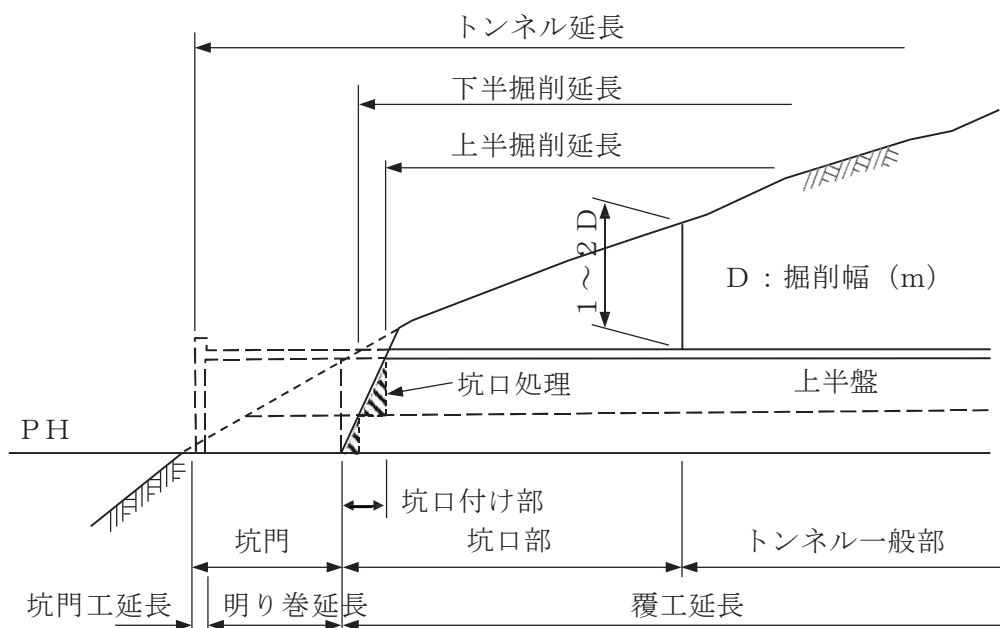 トンネル延長
下半掘削延長
上半掘削延長
1～2D
D:掘削幅(m)
坑口処理
上半盤
PH
坑口付け部
坑門
坑口部
トンネル一般部
坑門工延長
明り巻延長
覆工延長